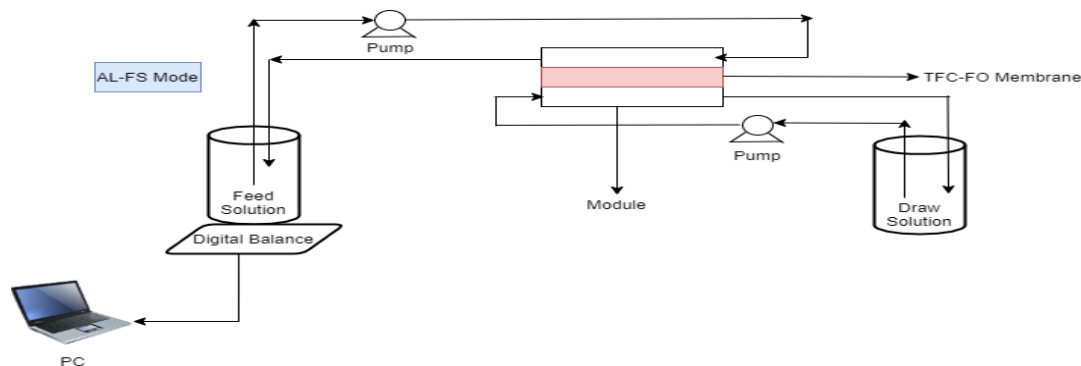 Pump
AL-FS Mode
TFC-FO Membrane
Pump
Feed
Solution
Module
Draw
Solution
Digital Balance
PC